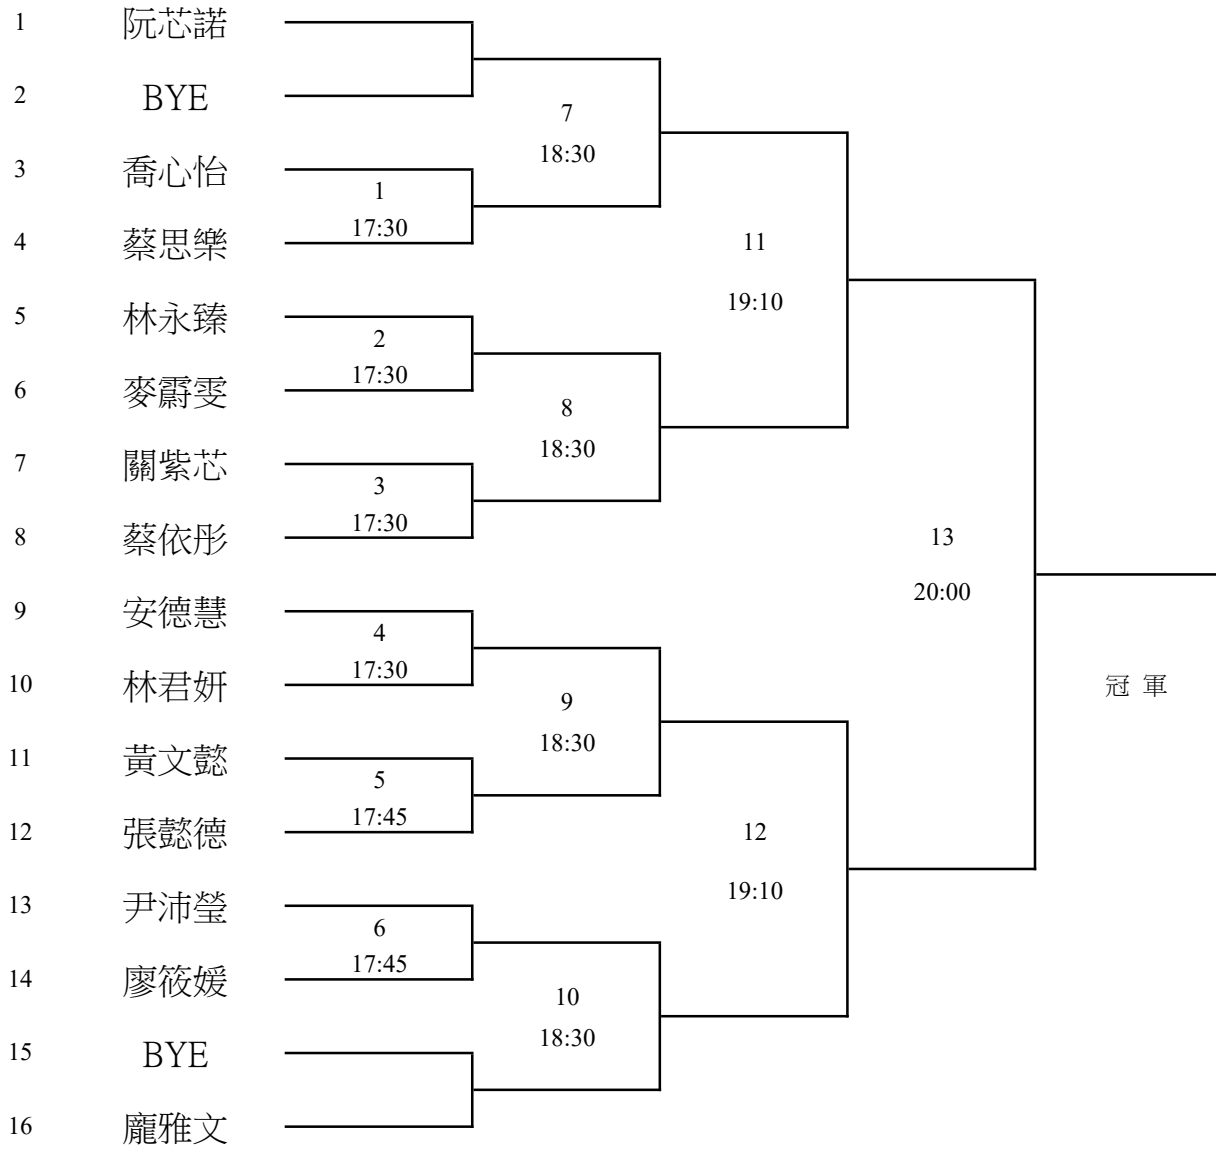 1 阮芯諾
2 BYE
7
18:30
3 喬心怡
1
17:30
4 蔡思樂
11
19:10
5 林永臻
2
17:30
6 麥霨雯
8
18:30
7 關紫芯
3
17:30
8 蔡依彤
13
20:00
9 安德慧
4
17:30
10 林君妍
冠 軍
9
18:30
11 黃文懿
5
17:45
12 張懿德
12
19:10
13 尹沛瑩
6
17:45
14 廖筱媛
10
18:30
15 BYE
16 龐雅文